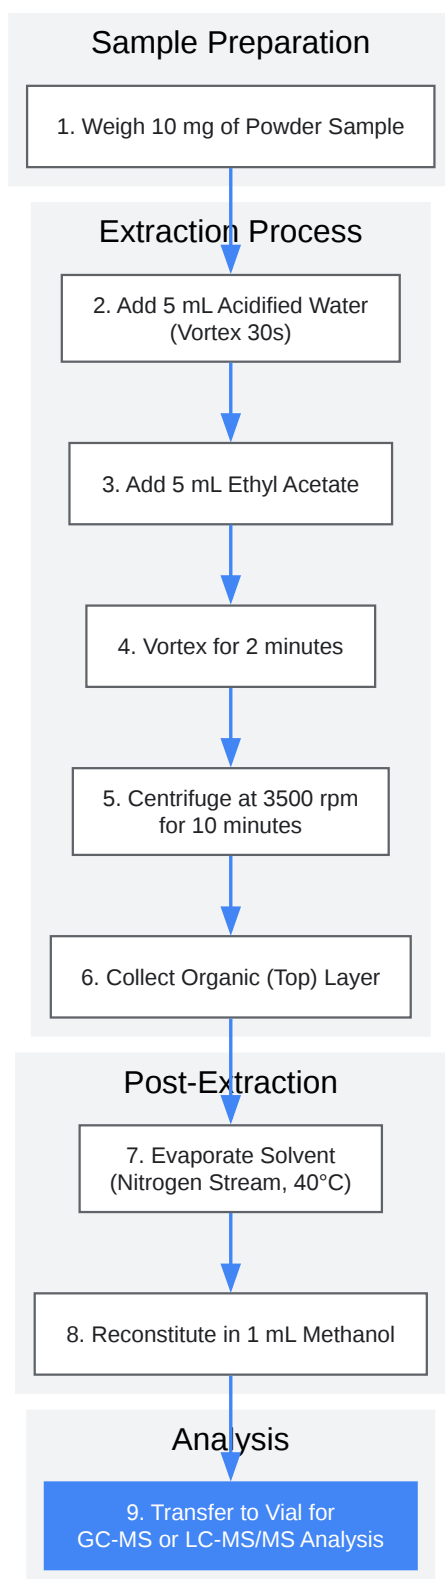 Sample Preparation
1. Weigh 10 mg of Powder Sample
Extraction Process
2. Add 5 mL Acidified Water
(Vortex 30s)
3. Add 5 mL Ethyl Acetate
4. Vortex for 2 minutes
5. Centrifuge at 3500 rpm
for 10 minutes
6. Collect Organic (Top) Layer
Post-Extraction
7. Evaporate Solvent
(Nitrogen Stream, 40°C)
8. Reconstitute in 1 mL Methanol
Analysis
9. Transfer to Vial for
GC-MS or LC-MS/MS Analysis